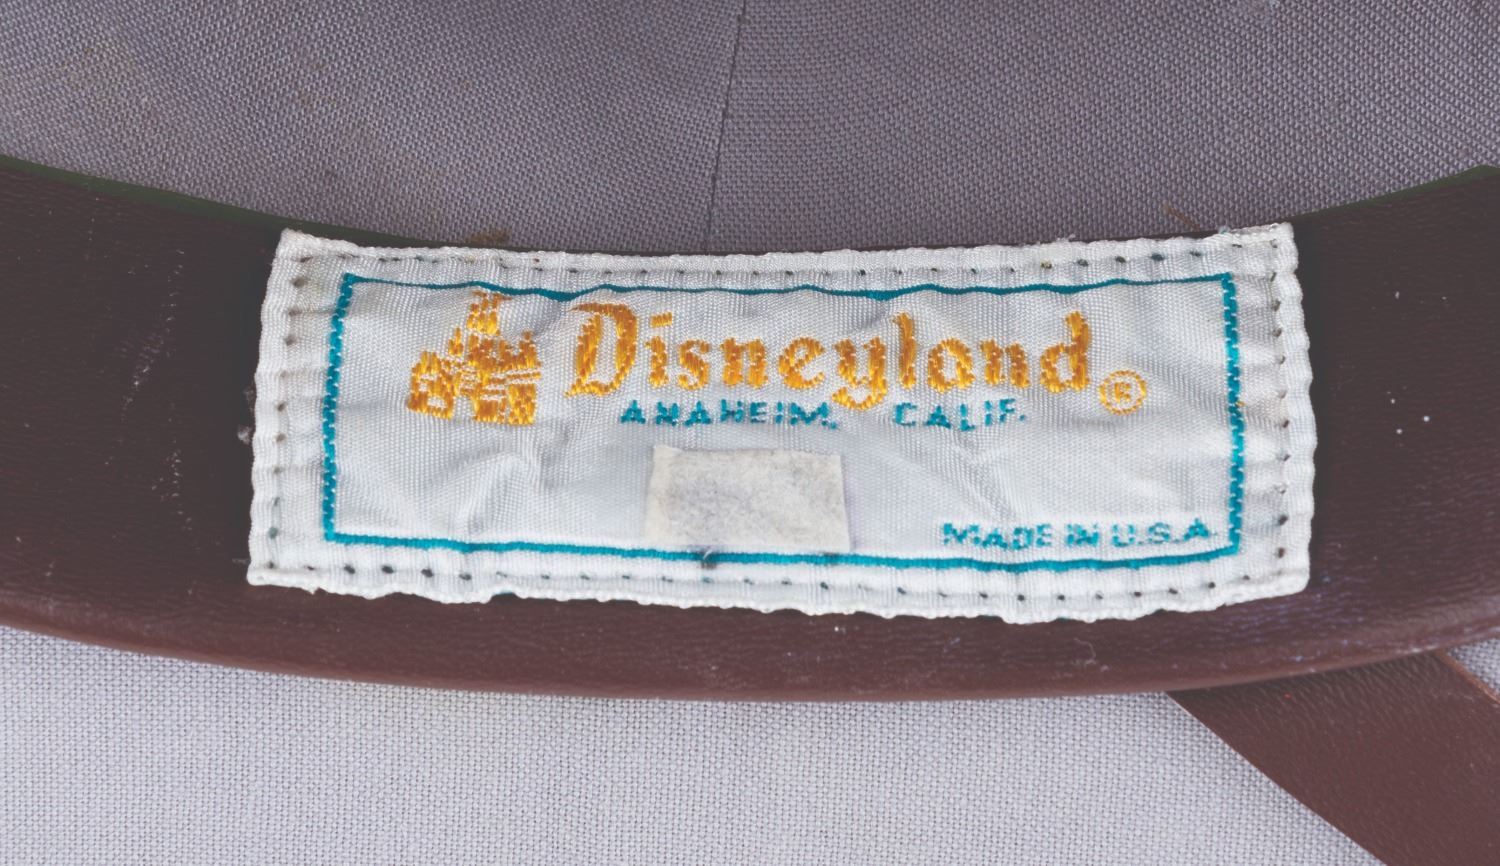 Disneyland®
ANAHEIM, CALIF.
MADE IN U.S.A